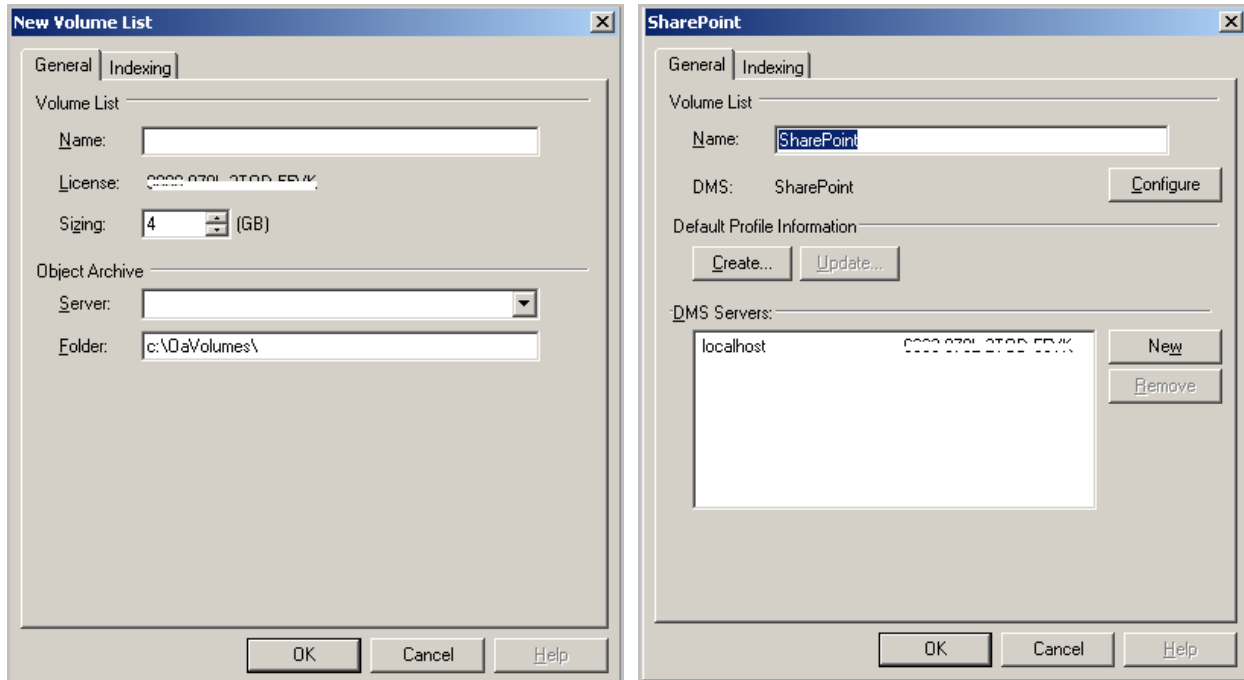 New Volume List
General
Indexing
Volume List
Name:
License:
Sizing:
4
(GB)
Object Archive
Server:
Folder:
c:\OaVolumes\
OK
Cancel
Help
SharePoint
General
Indexing
Volume List
Name:
SharePoint
DMS:
SharePoint
Configure
Default Profile Information
Create...
Update...
DMS Servers:
localhost
New
Remove
OK
Cancel
Help